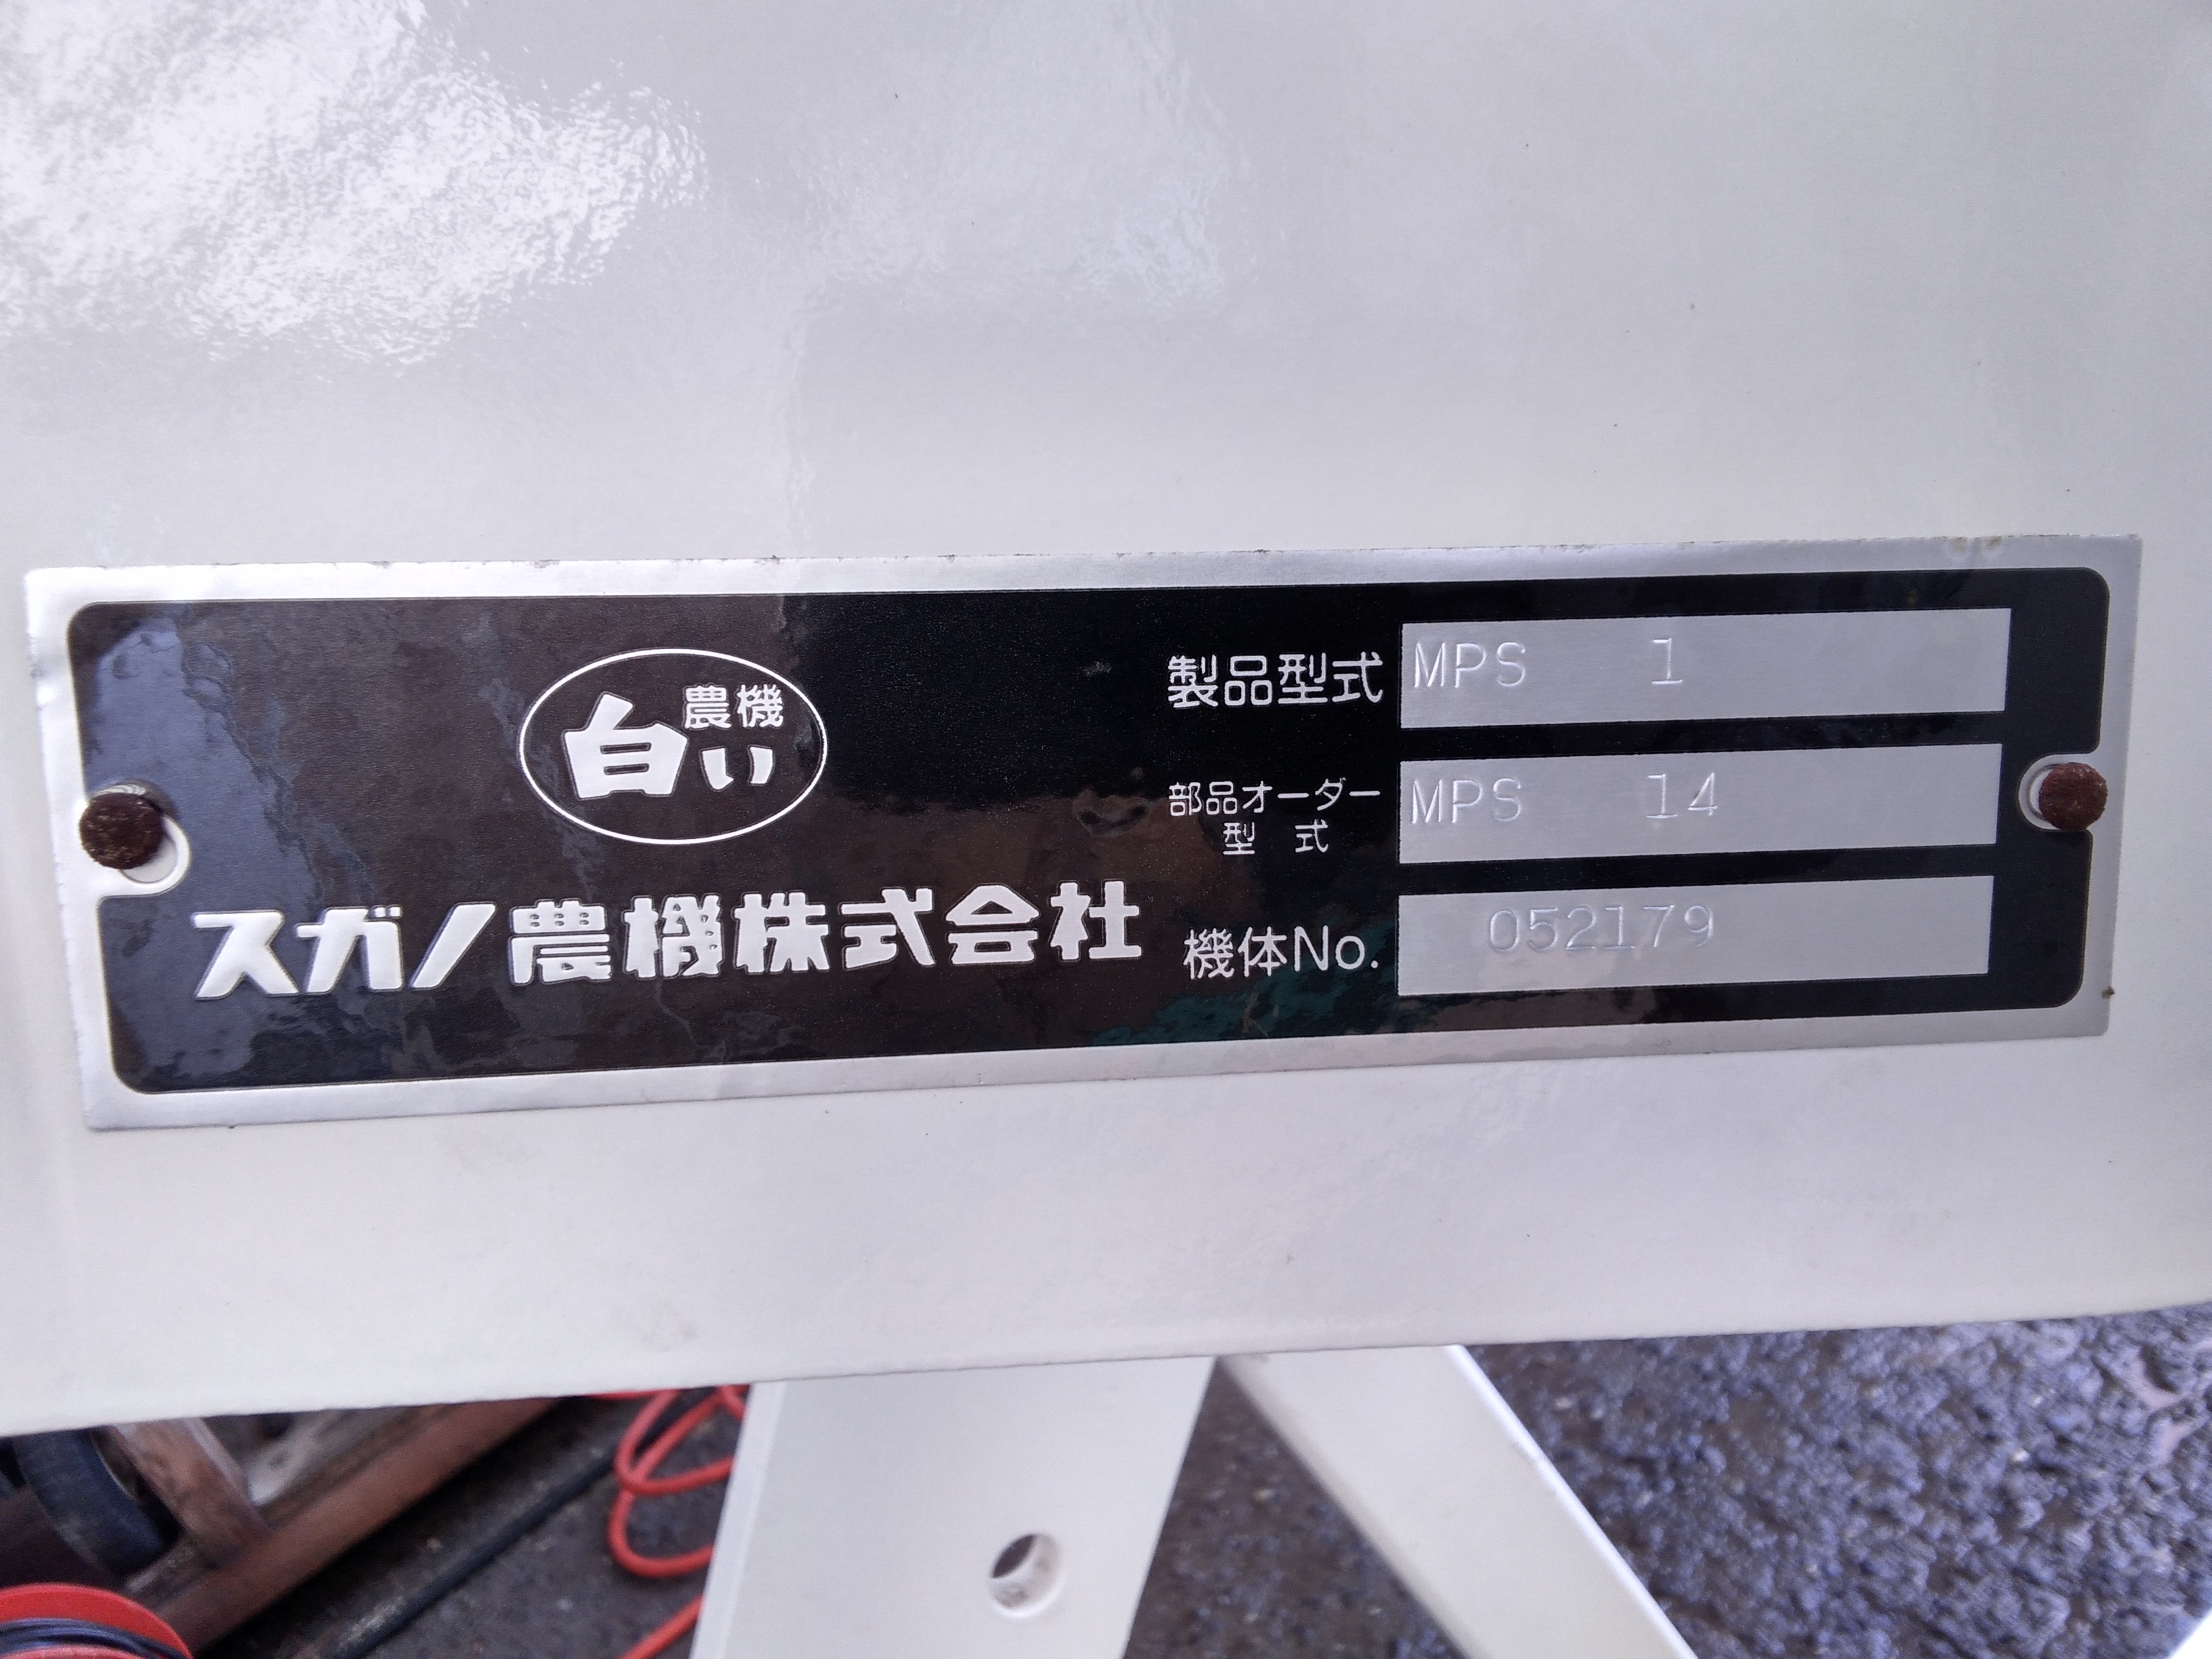 白い農機
スガノ農機株式会社
製品型式 MPS 1
部品オーダー型式 MPS 14
機体No. 052179